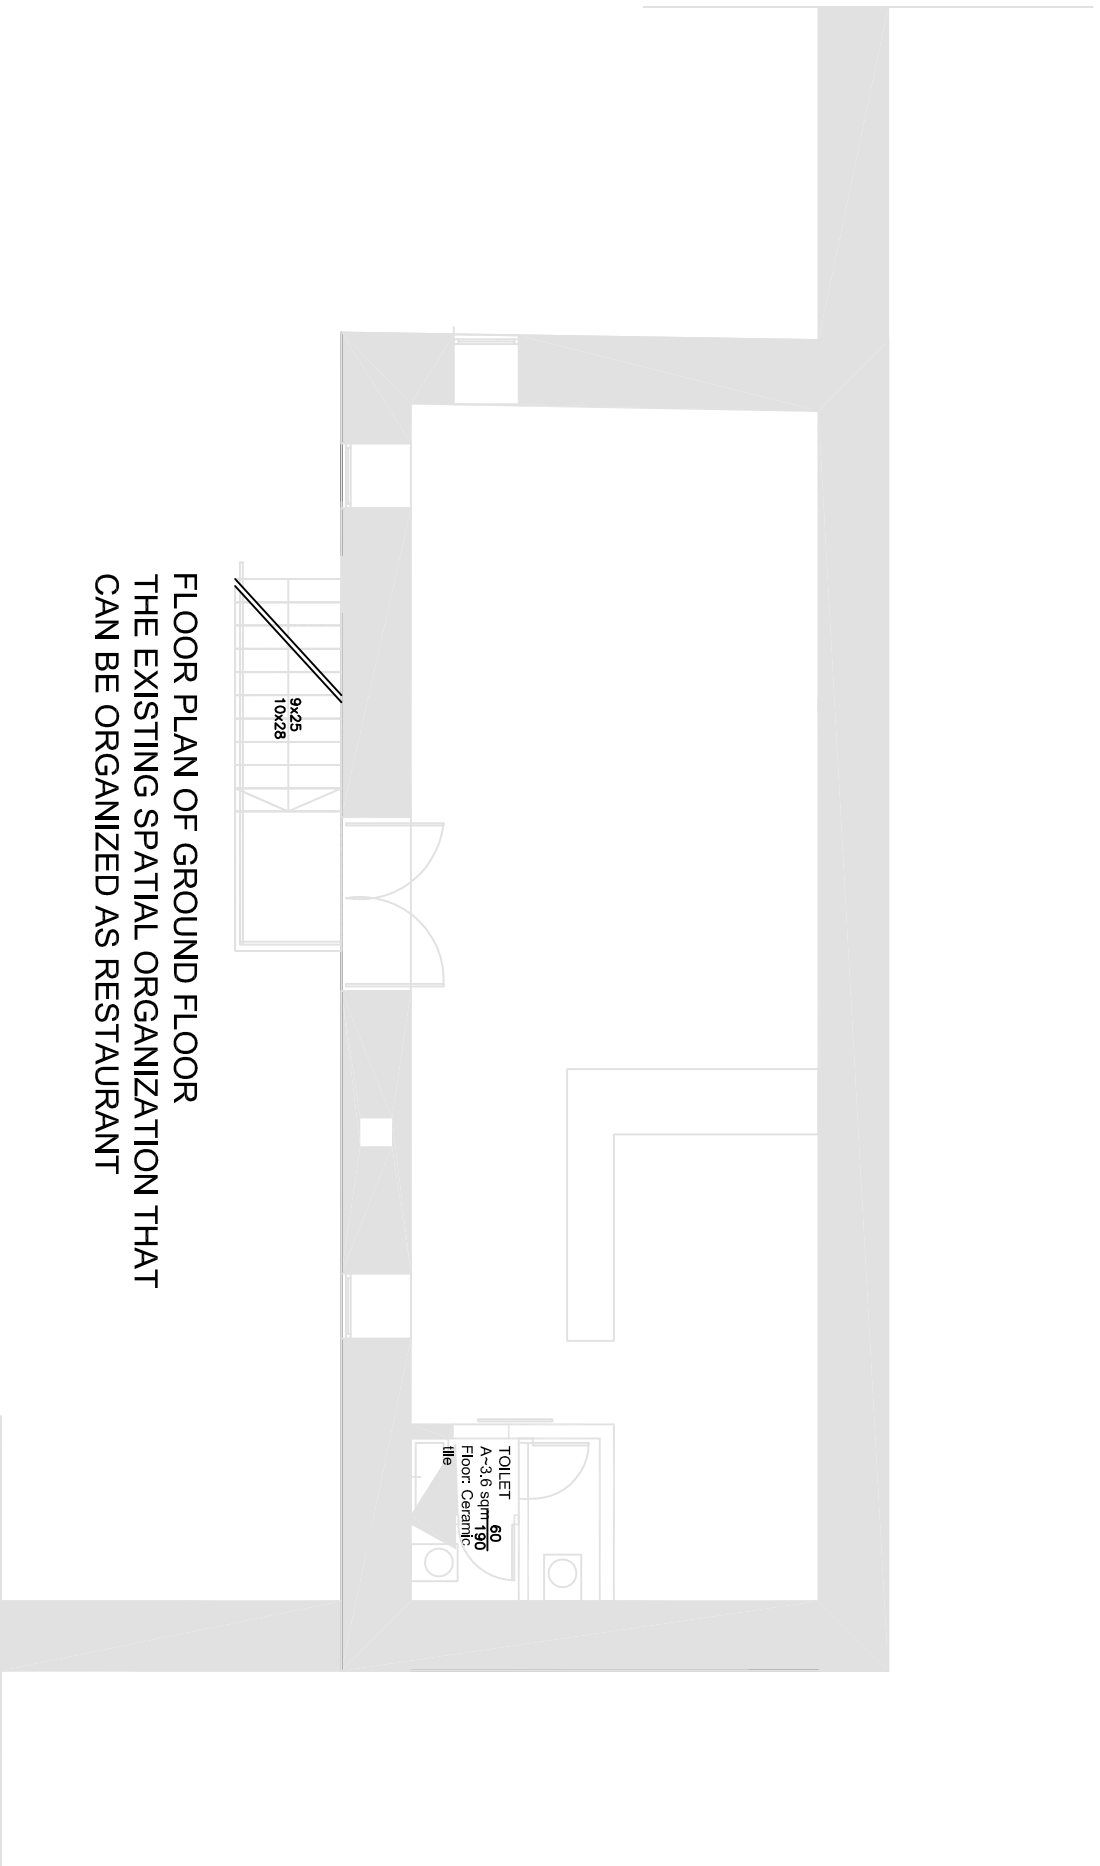 FLOOR PLAN OF GROUND FLOOR
THE EXISTING SPATIAL ORGANIZATION THAT
CAN BE ORGANIZED AS RESTAURANT
9x25
10x28
TOILET
A~3.6 sqm
Floor: Ceramic
tile
60
190